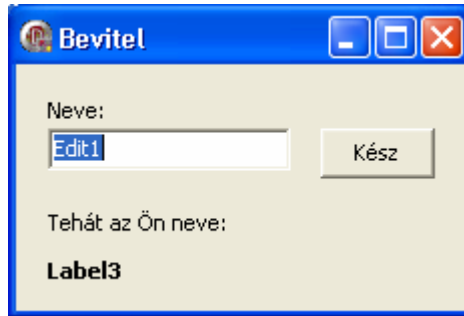 Bevitel
Neve:
Edit1
Kész
Tehát az Ön neve:
Label3